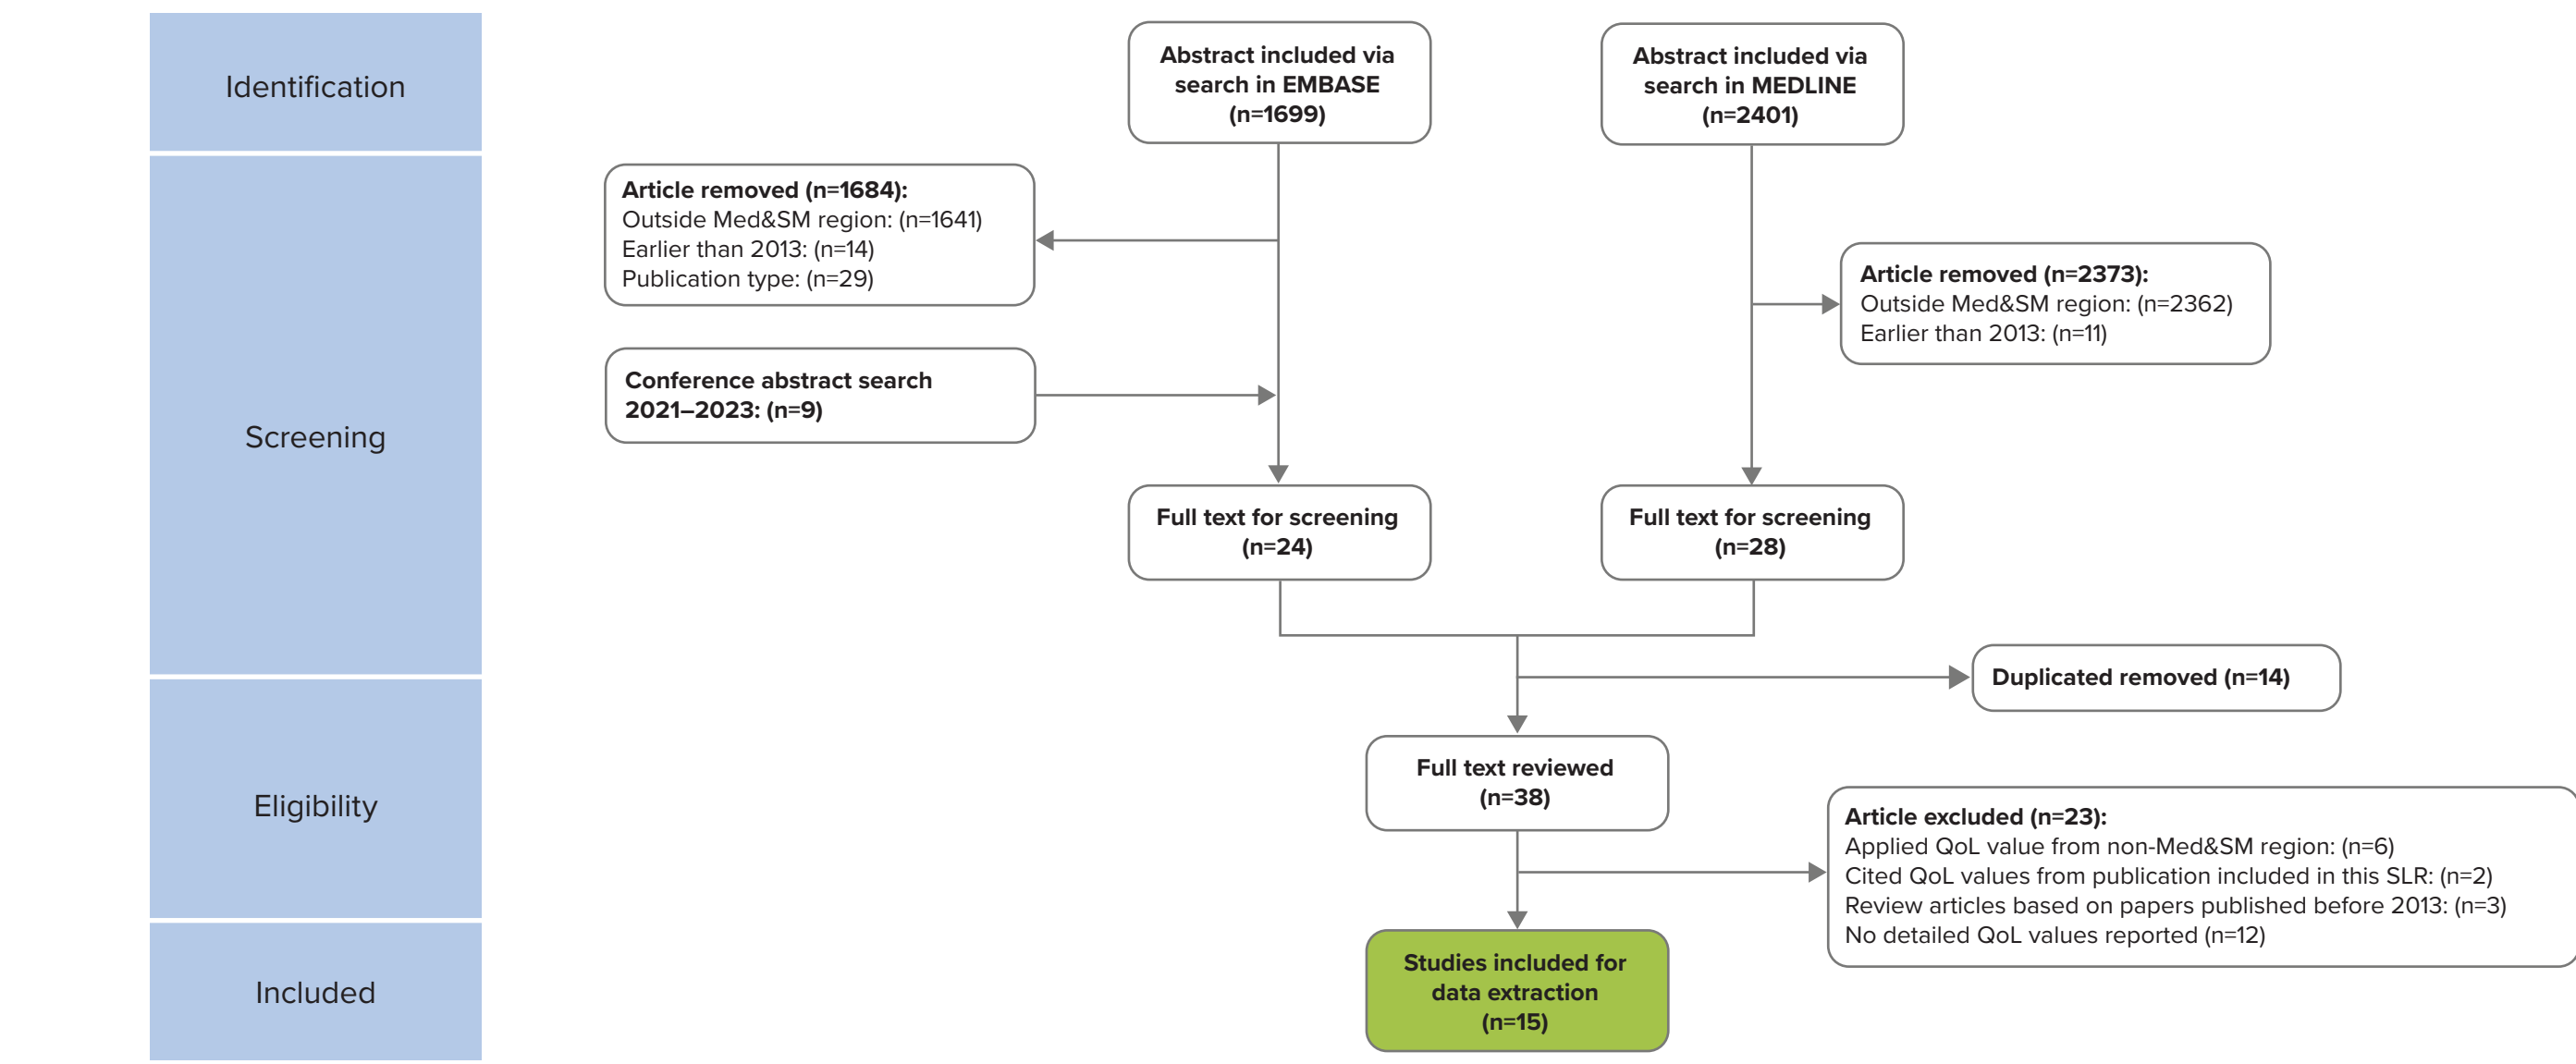 Identification
Abstract included via
search in EMBASE
(n=1699)
Abstract included via
search in MEDLINE
(n=2401)
Screening
Article removed (n=1684):
Outside Med&SM region: (n=1641)
Earlier than 2013: (n=14)
Publication type: (n=29)
Article removed (n=2373):
Outside Med&SM region: (n=2362)
Earlier than 2013: (n=11)
Conference abstract search
2021–2023: (n=9)
Full text for screening
(n=24)
Full text for screening
(n=28)
Duplicated removed (n=14)
Eligibility
Full text reviewed
(n=38)
Article excluded (n=23):
Applied QoL value from non-Med&SM region: (n=6)
Cited QoL values from publication included in this SLR: (n=2)
Review articles based on papers published before 2013: (n=3)
No detailed QoL values reported (n=12)
Included
Studies included for
data extraction
(n=15)